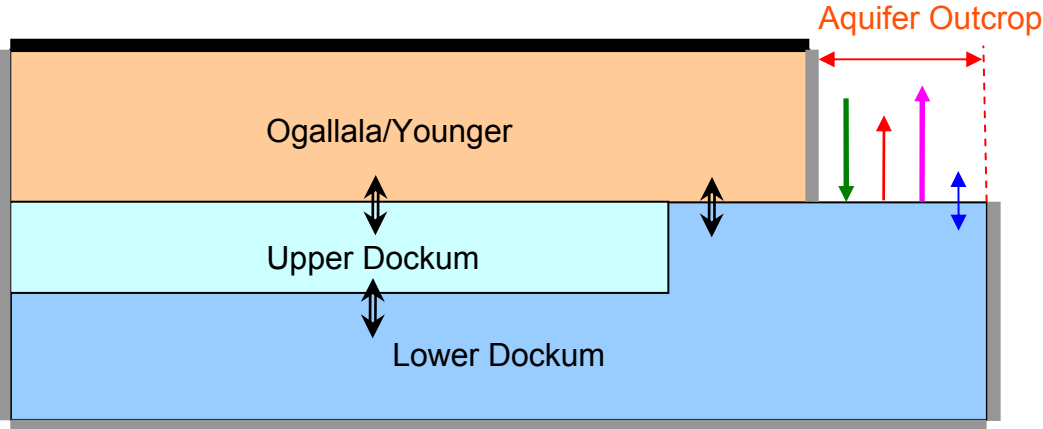 Aquifer Outcrop
Ogallala/Younger
Upper Dockum
Lower Dockum